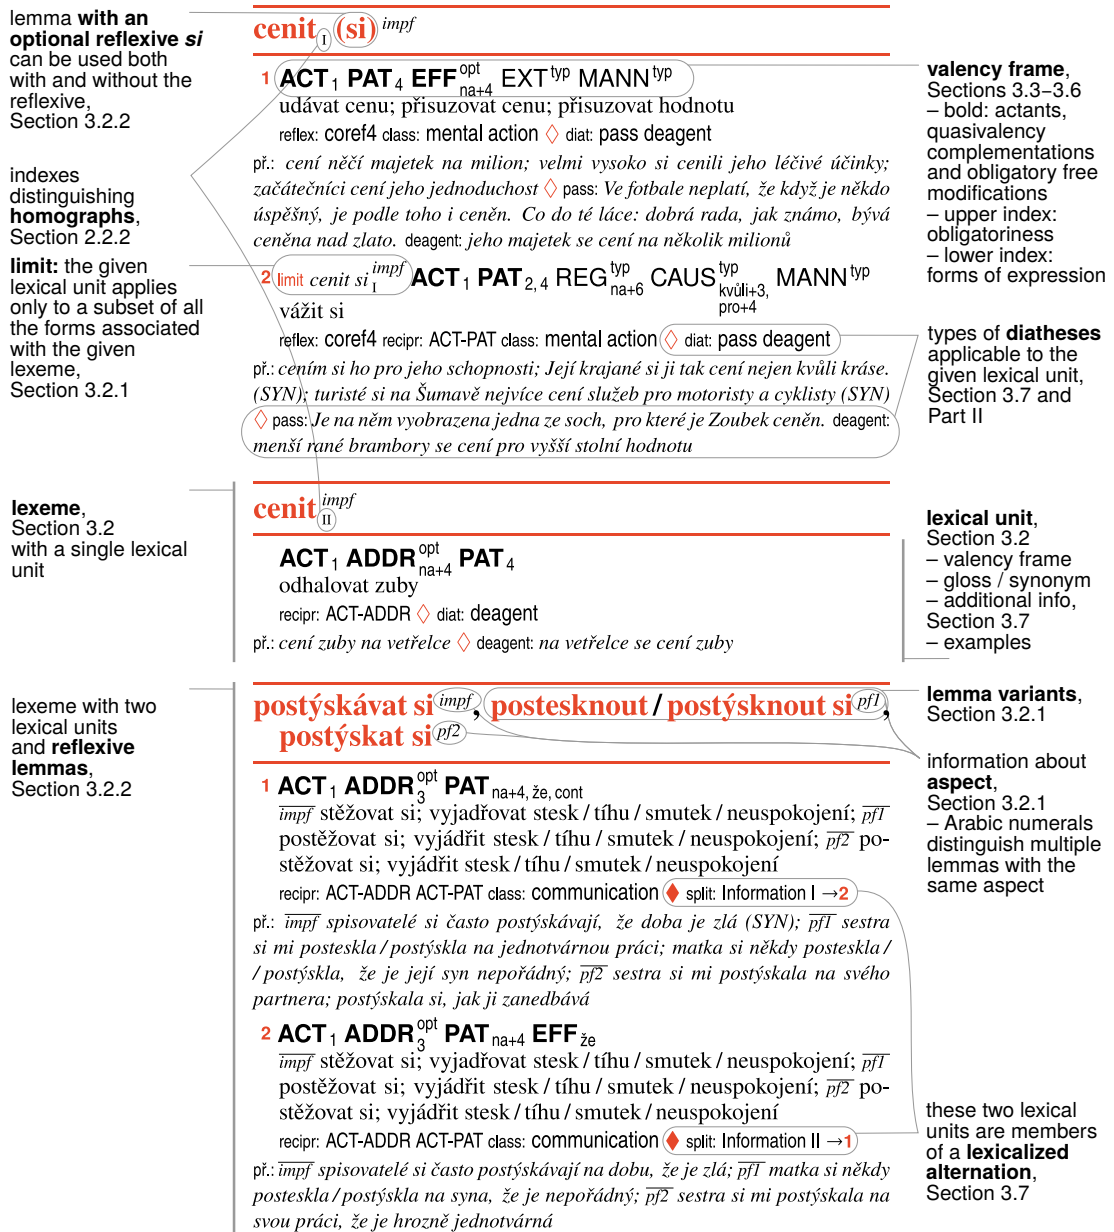 lemma with an
optional reflexive si
can be used both
with and without the
reflexive,
Section 3.2.2
indexes
distinguishing
homographs,
Section 2.2.2
limit: the given
lexical unit applies
only to a subset of all
the forms associated
with the given
lexeme,
Section 3.2.1
cenit I (si) impf
1 ACT1 PAT4 EFF opt na+4 EXT typ MANN typ
udávat cenu; přisuzovat cenu; přisuzovat hodnotu
reflex: coref4 class: mental action ♢ diat: pass deagent
př.: cení něčí majetek na milion; velmi vysoko si cenili jeho léčivé účinky;
začátečníci cení jeho jednoduchost ♢ pass: Ve fotbale neplatí, že když je někdo
úspěšný, je podle toho i ceněn. Co do té láce: dobrá rada, jak známo, bývá
ceněna nad zlato. deagent: jeho majetek se cení na několik milionů
2 limit cenit si I impf ACT1 PAT2, 4 REG typ na+6 CAUS typ kvůli+3, pro+4 MANN typ
vážit si
reflex: coref4 recipr: ACT-PAT class: mental action ♢ diat: pass deagent
př.: cením si ho pro jeho schopnosti; Její krajané si ji tak cení nejen kvůli kráse.
(SYN); turisté si na Šumavě nejvíce cení služeb pro motoristy a cyklisty (SYN)
♢ pass: Je na něm vyobrazena jedna ze soch, pro které je Zoubek ceněn. deagent:
menší rané brambory se cení pro vyšší stolní hodnotu
valency frame,
Sections 3.3–3.6
– bold: actants,
quasivalency
complementations
and obligatory free
modifications
– upper index:
obligatoriness
– lower index:
forms of expression
types of diatheses
applicable to the
given lexical unit,
Section 3.7 and
Part II
lexeme,
Section 3.2
with a single lexical
unit
cenit II impf
ACT1 ADDR opt na+4 PAT4
odhalovat zuby
recipr: ACT-ADDR ♢ diat: deagent
př.: cení zuby na vetřelce ♢ deagent: na vetřelce se cení zuby
lexical unit,
Section 3.2
– valency frame
– gloss / synonym
– additional info,
Section 3.7
– examples
lexeme with two
lexical units
and reflexive
lemmas,
Section 3.2.2
postýskávat si impf, postesknout / postýsknout si pf1,
postýskat si pf2
1 ACT1 ADDR opt 3 PAT na+4, že, cont
impf stěžovat si; vyjadřovat stesk / tíhu / smutek / neuspokojení; pf1
postěžovat si; vyjádřit stesk / tíhu / smutek / neuspokojení; pf2 po-
stěžovat si; vyjádřit stesk / tíhu / smutek / neuspokojení
recipr: ACT-ADDR ACT-PAT class: communication ♦ split: Information I →2
př.: impf spisovatelé si často postýskávají, že doba je zlá (SYN); pf1 sestra
si mi posteskla / postýskla na jednotvárnou práci; matka si někdy posteskla /
/ postýskla, že je její syn nepořádný; pf2 sestra si mi postýskala na svého
partnera; postýskala si, jak ji zanedbává
2 ACT1 ADDR opt 3 PAT na+4 EFF že
impf stěžovat si; vyjadřovat stesk / tíhu / smutek / neuspokojení; pf1
postěžovat si; vyjádřit stesk / tíhu / smutek / neuspokojení; pf2 po-
stěžovat si; vyjádřit stesk / tíhu / smutek / neuspokojení
recipr: ACT-ADDR ACT-PAT class: communication ♦ split: Information II →1
př.: impf spisovatelé si často postýskávají na dobu, že je zlá; pf1 matka si někdy
posteskla / postýskla na syna, že je nepořádný; pf2 sestra si mi postýskala na
svou práci, že je hrozně jednotvárná
lemma variants,
Section 3.2.1
information about
aspect,
Section 3.2.1
– Arabic numerals
distinguish multiple
lemmas with the
same aspect
these two lexical
units are members
of a lexicalized
alternation,
Section 3.7